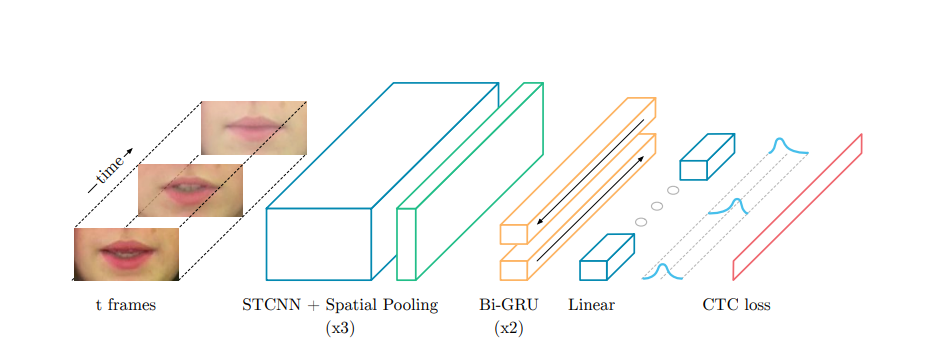 time
t frames
STCNN + Spatial Pooling
(x3)
Bi-GRU
(x2)
Linear
CTC loss